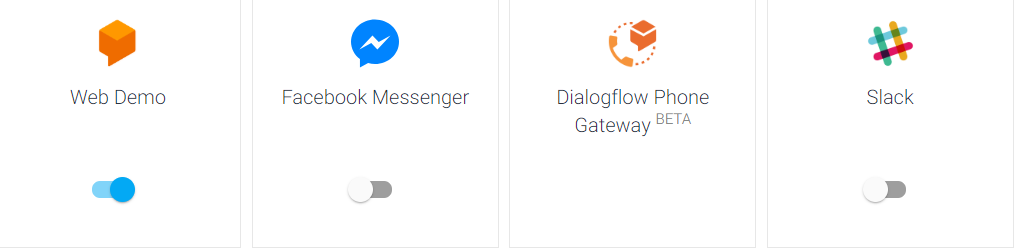 Web Demo
Facebook Messenger
Dialogflow Phone
Gateway BETA
Slack